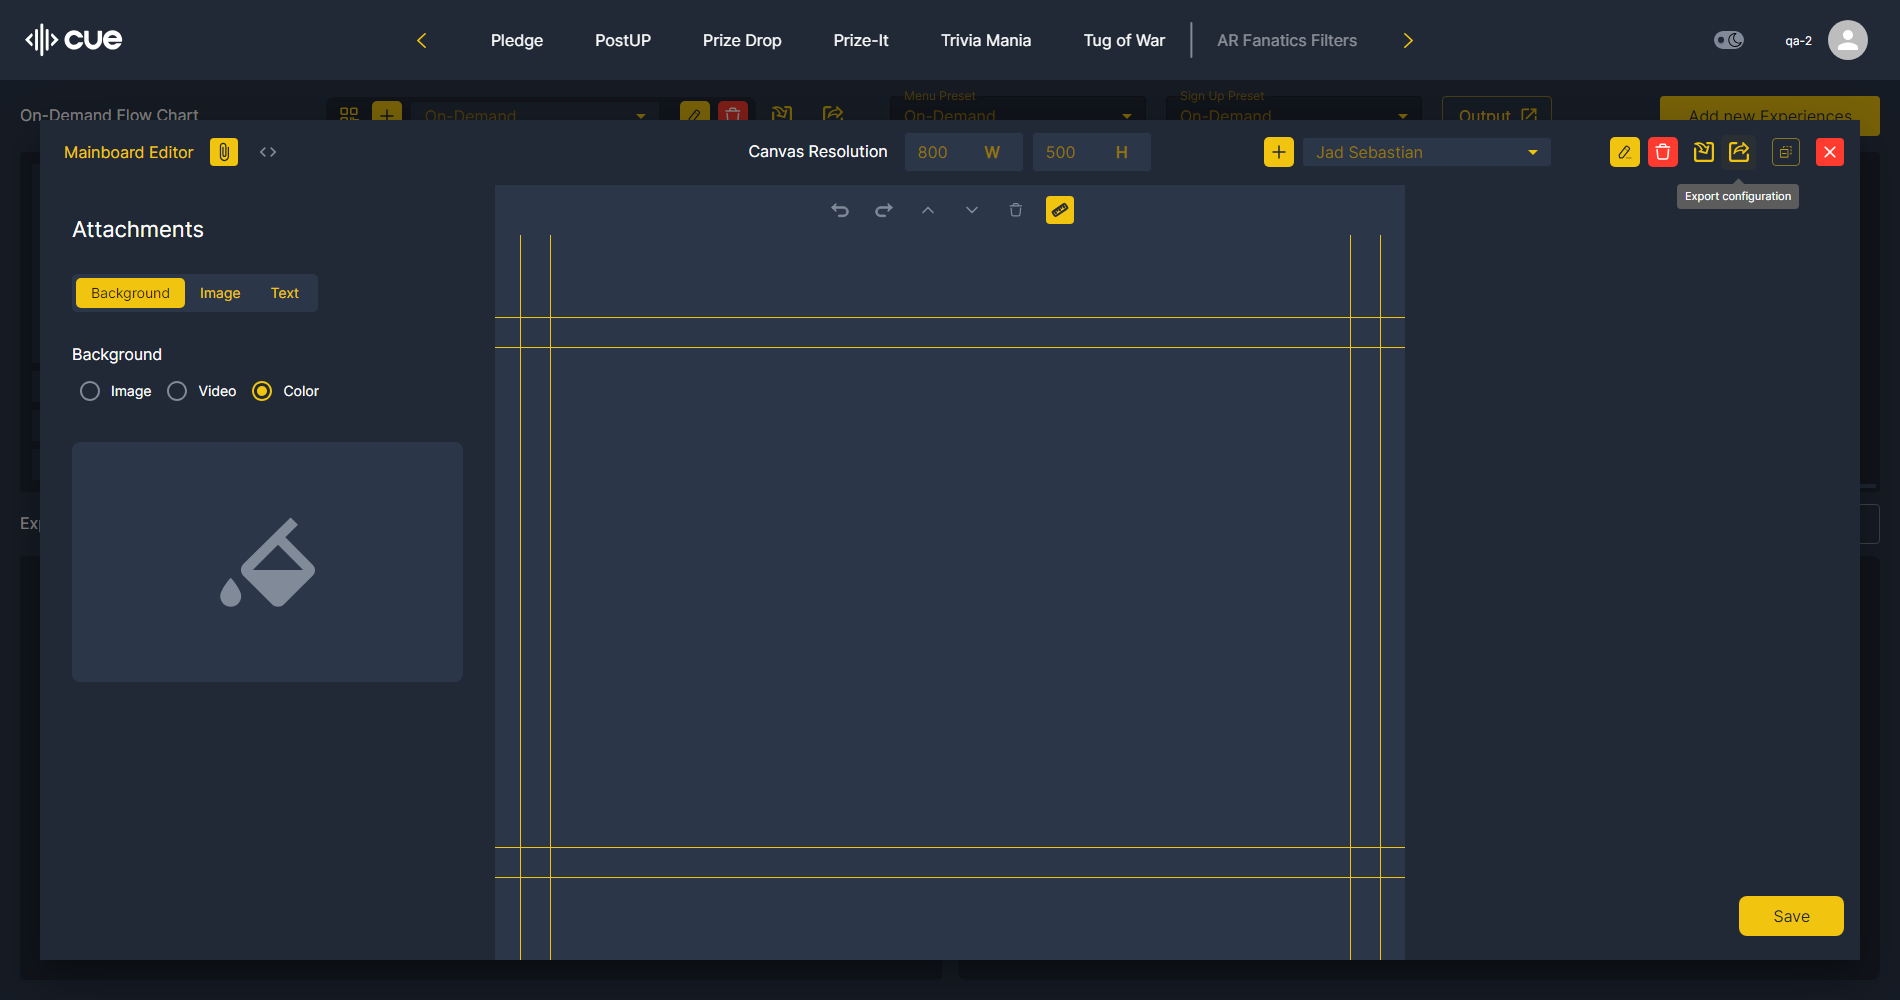 cue
Pledge
PostUP
Prize Drop
Prize-It
Trivia Mania
Tug of War
AR Fanatics Filters
qa-2
On-Demand Flow Chart
On-Demand
Menu Preset
On-Demand
Sign Up Preset
On-Demand
Output
Add new Experiences
Mainboard Editor
Canvas Resolution
800 W
500 H
Jad Sebastian
Export configuration
Attachments
Background
Image
Text
Background
Image
Video
Color
Save